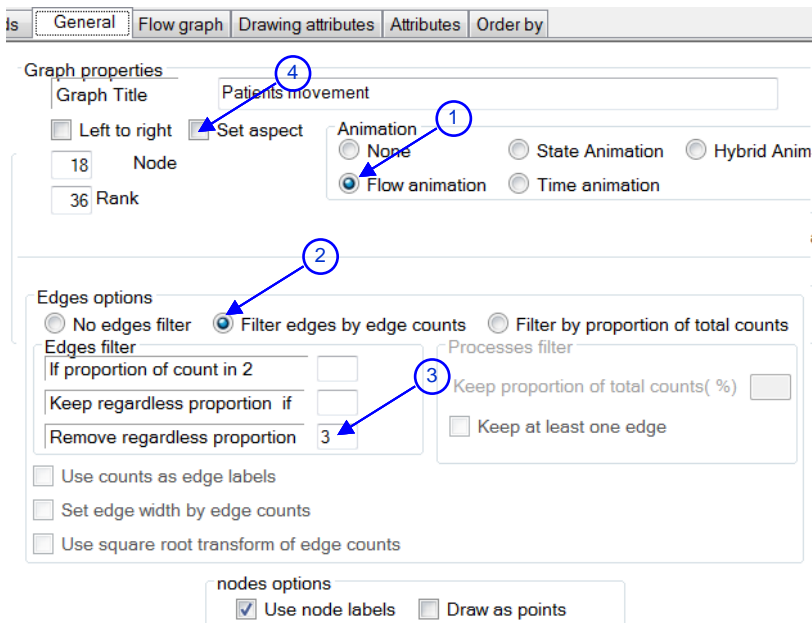 ds General Flow graph Drawing attributes Attributes Order by
Graph properties
4
Graph Title Patients movement
1
Left to right Set aspect Animation
None State Animation Hybrid Anim
18 Node
Flow animation Time animation
36 Rank
2
Edges options
No edges filter Filter edges by edge counts Filter by proportion of total counts
Edges filter Processes filter
If proportion of count in 2
3
Keep proportion of total counts( %)
Keep regardless proportion if
Keep at least one edge
Remove regardless proportion 3
Use counts as edge labels
Set edge width by edge counts
Use square root transform of edge counts
nodes options
Use node labels Draw as points